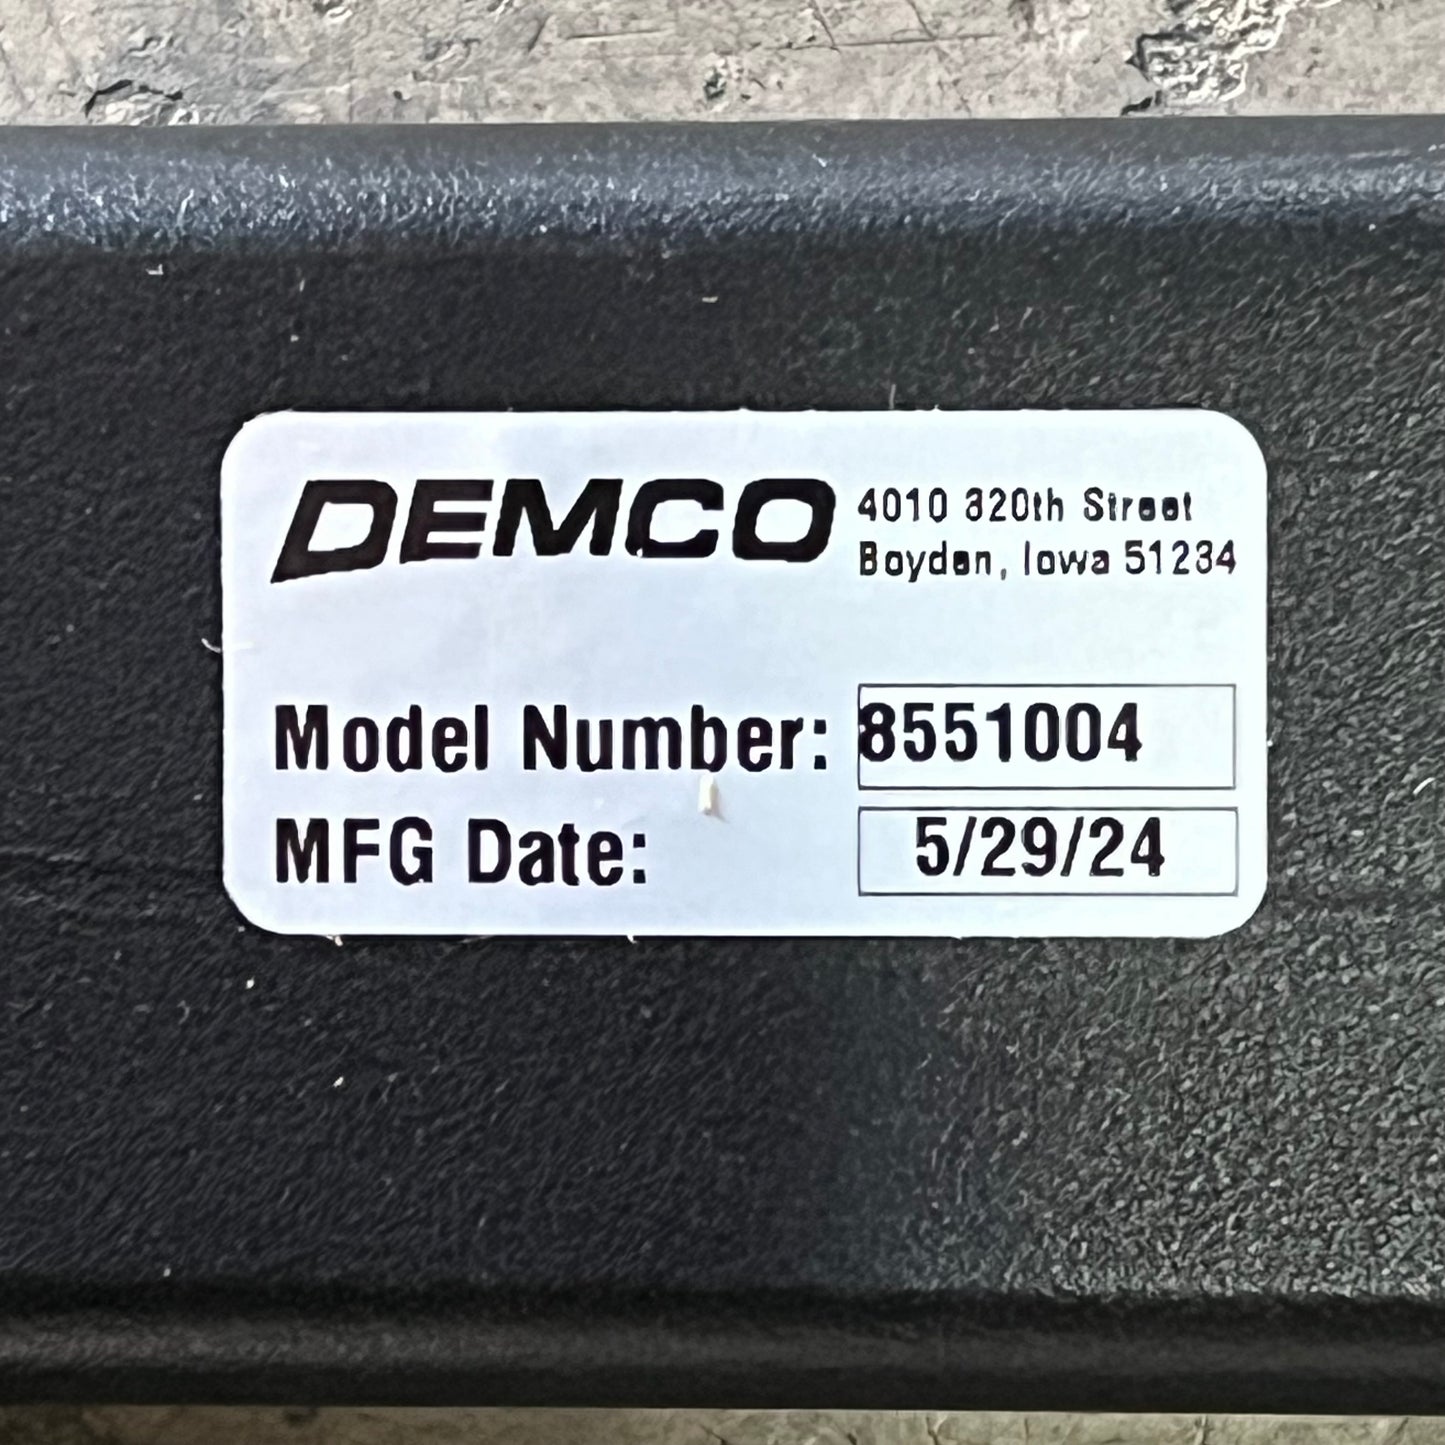 DEMCO
4010 320th Street
Boyden, Iowa 51234
Model Number: 8551004
MFG Date: 5/29/24